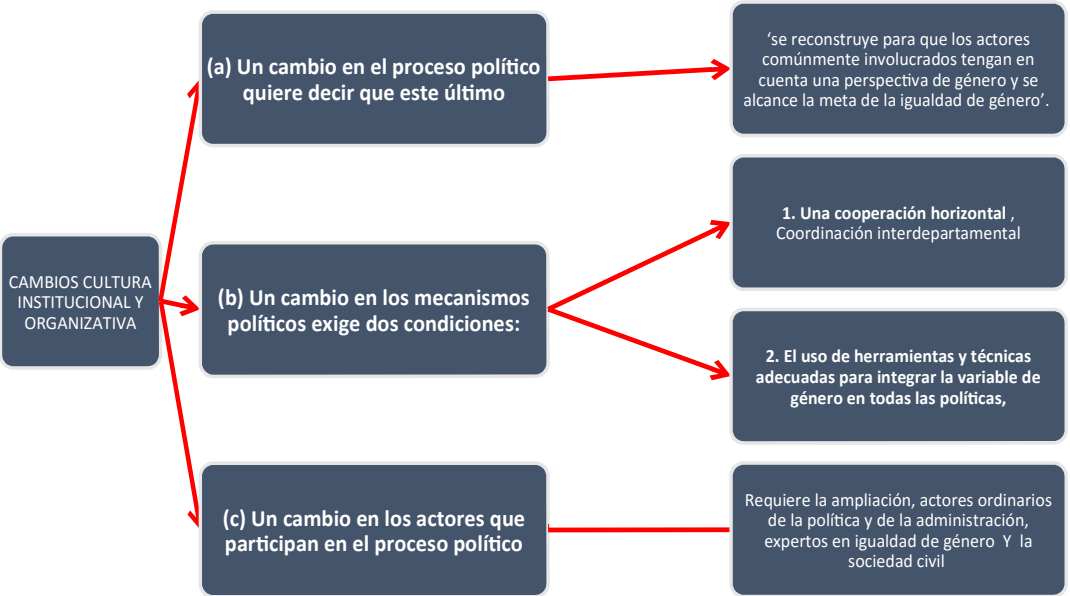 CAMBIOS CULTURA
INSTITUCIONAL Y
ORGANIZATIVA
(a) Un cambio en el proceso político
quiere decir que este último
‘se reconstruye para que los actores
comúnmente involucrados tengan en
cuenta una perspectiva de género y se
alcance la meta de la igualdad de género’.
(b) Un cambio en los mecanismos
políticos exige dos condiciones:
1. Una cooperación horizontal ,
Coordinación interdepartamental
2. El uso de herramientas y técnicas
adecuadas para integrar la variable de
género en todas las políticas,
(c) Un cambio en los actores que
participan en el proceso político
Requiere la ampliación, actores ordinarios
de la política y de la administración,
expertos en igualdad de género Y la
sociedad civil